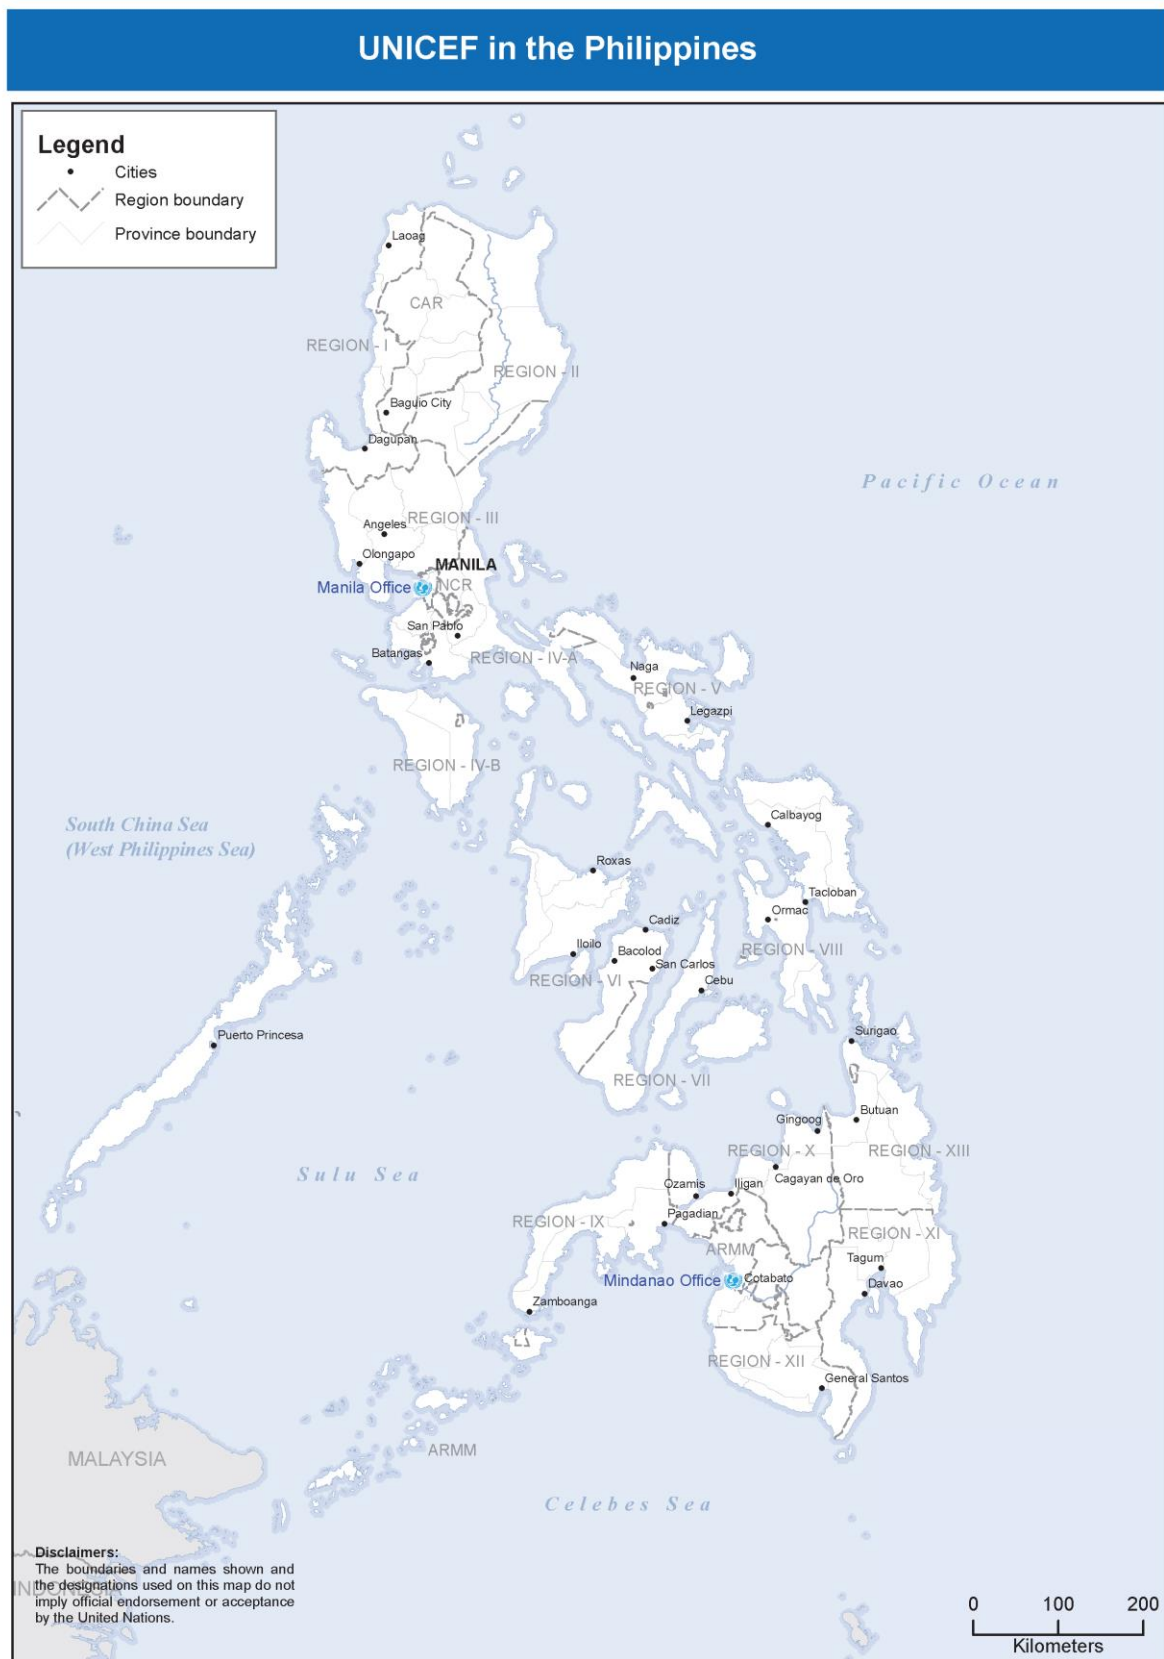 UNICEF in the Philippines
Legend
Cities
Region boundary
Province boundary
Laoag
CAR
REGION - I
REGION - II
Baguio City
Dagupan
Pacific Ocean
REGION - III
Angeles
Olongapo
MANILA
Manila Office
NCR
San Pablo
Batangas
REGION - IV-A
Naga
REGION - V
Legazpi
REGION - IV-B
South China Sea
(West Philippines Sea)
Calbayog
Roxas
Tacloban
Ormac
Cadiz
REGION - VIII
Iloilo
Bacolod
San Carlos
REGION - VI
Cebu
Puerto Princesa
Surigao
REGION - VII
Butuan
Gingoog
REGION - X
REGION - XIII
Sulu Sea
Cagayan de Oro
Ozamis
Iligan
Pagadian
REGION - IX
REGION - XI
ARMM
Tagum
Mindanao Office
Cotabato
Davao
Zamboanga
REGION - XII
General Santos
ARMM
MALAYSIA
Celebes Sea
Disclaimers:
The boundaries and names shown and
the designations used on this map do not
imply official endorsement or acceptance
by the United Nations.
INDONESIA
0 100 200
Kilometers